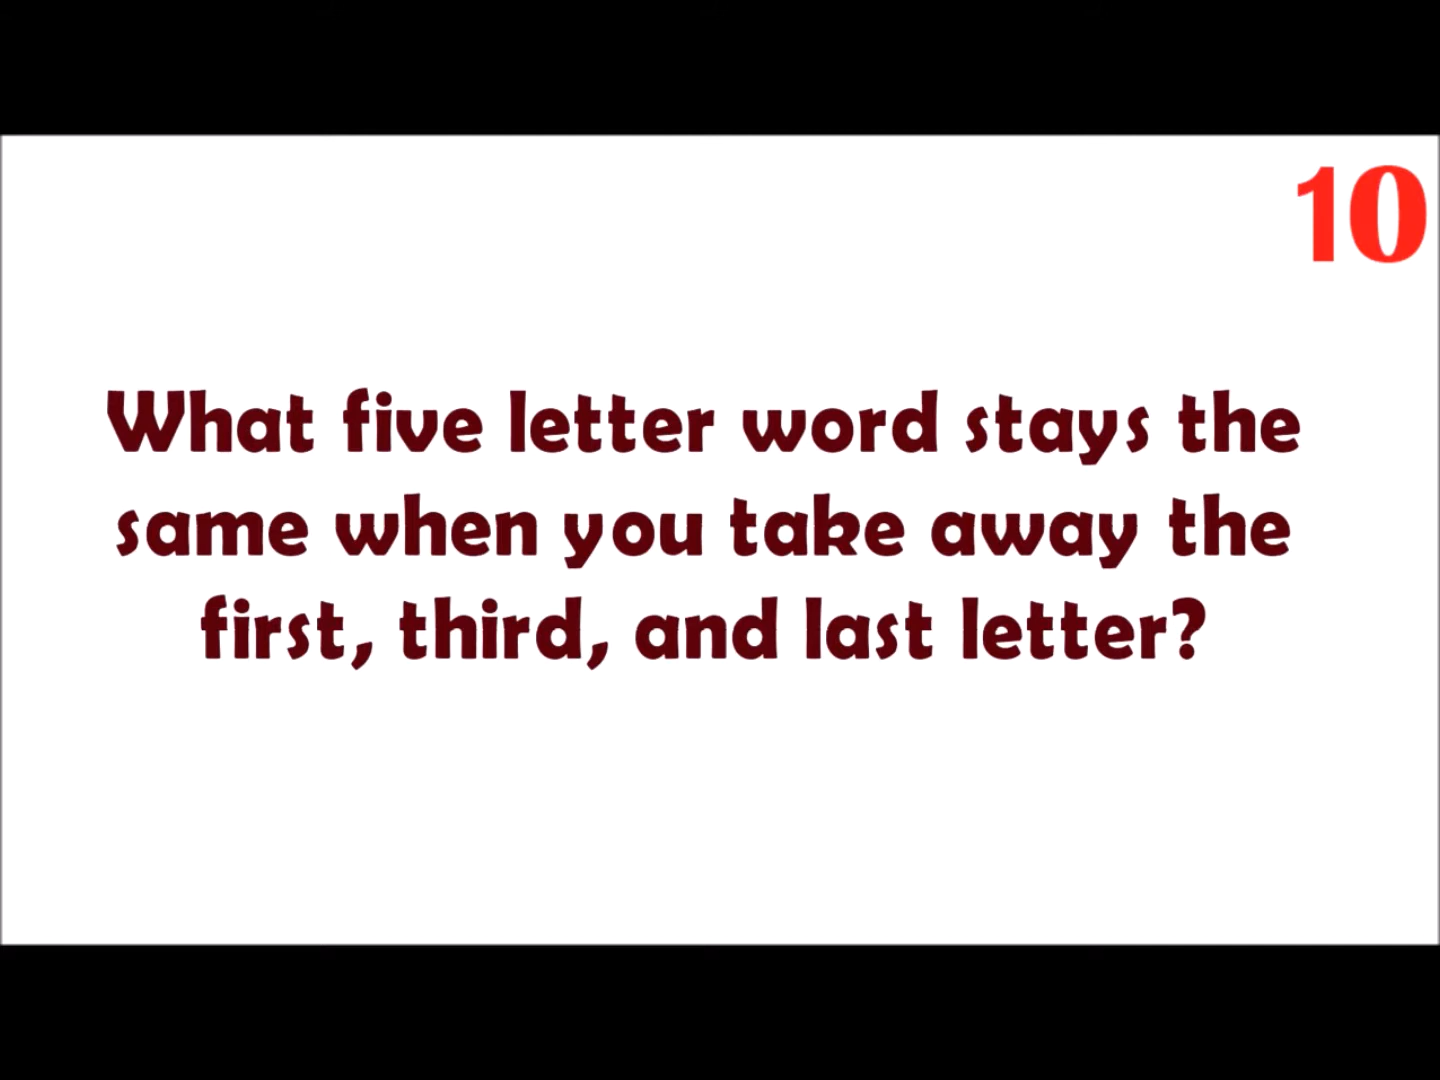 10
What five letter word stays the
same when you take away the
first, third, and last letter?